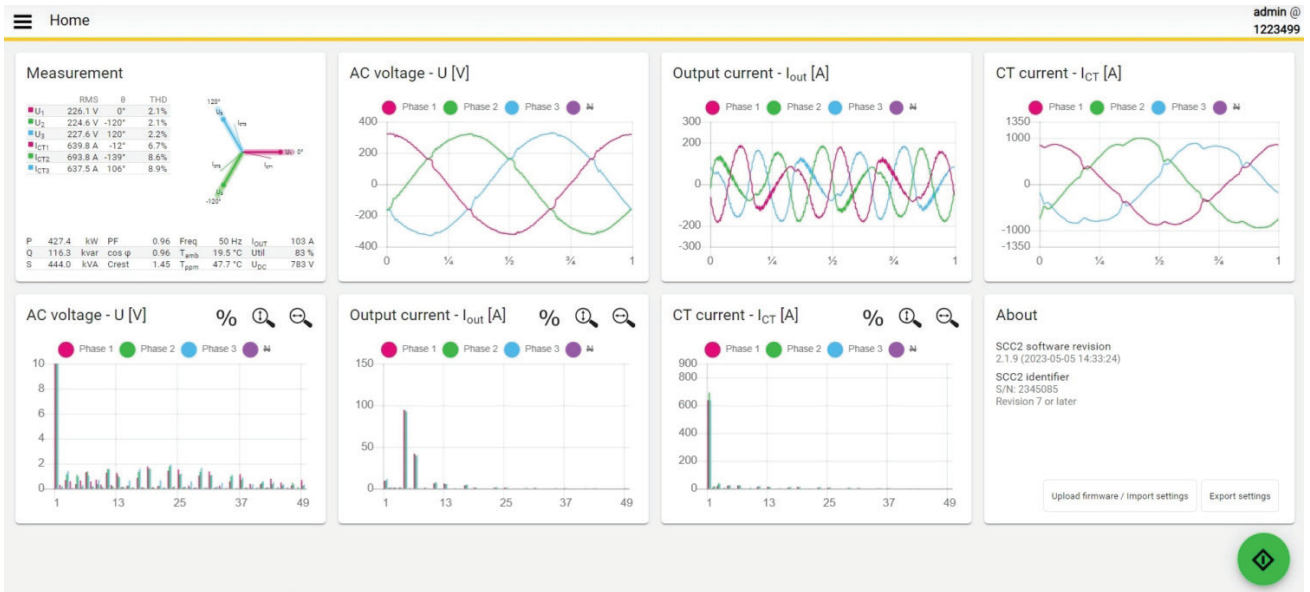 Home
admin @
1223499
Measurement
RMS θ THD
U1 226.1 V 0° 2.1%
U2 224.6 V -120° 2.1%
U3 227.6 V 120° 2.2%
ICT1 639.8 A -12° 6.7%
ICT2 693.8 A -139° 8.6%
ICT3 637.5 A 106° 8.9%
120°
0°
-120°
P 427.4 kW PF 0.96 Freq 50 Hz IOUT 103 A
Q 116.3 kvar cos φ 0.96 Tamb 19.5 °C Util 83 %
S 444.0 kVA Crest 1.45 Tppm 47.7 °C UDC 783 V
AC voltage - U [V]
Phase 1 Phase 2 Phase 3 N
400
200
0
-200
-400
0 ¼ ½ ¾ 1
Output current - Iout [A]
Phase 1 Phase 2 Phase 3 N
300
200
0
-200
-300
0 ¼ ½ ¾ 1
CT current - ICT [A]
Phase 1 Phase 2 Phase 3 N
1350
1000
0
-1000
-1350
0 ¼ ½ ¾ 1
AC voltage - U [V] %
Phase 1 Phase 2 Phase 3 N
10
8
6
4
2
0
1 13 25 37 49
Output current - Iout [A] %
Phase 1 Phase 2 Phase 3 N
150
100
50
0
1 13 25 37 49
CT current - ICT [A] %
Phase 1 Phase 2 Phase 3 N
900
800
600
400
200
0
1 13 25 37 49
About
SCC2 software revision
2.1.9 (2023-05-05 14:33:24)
SCC2 identifier
S/N: 2345085
Revision 7 or later
Upload firmware / Import settings Export settings